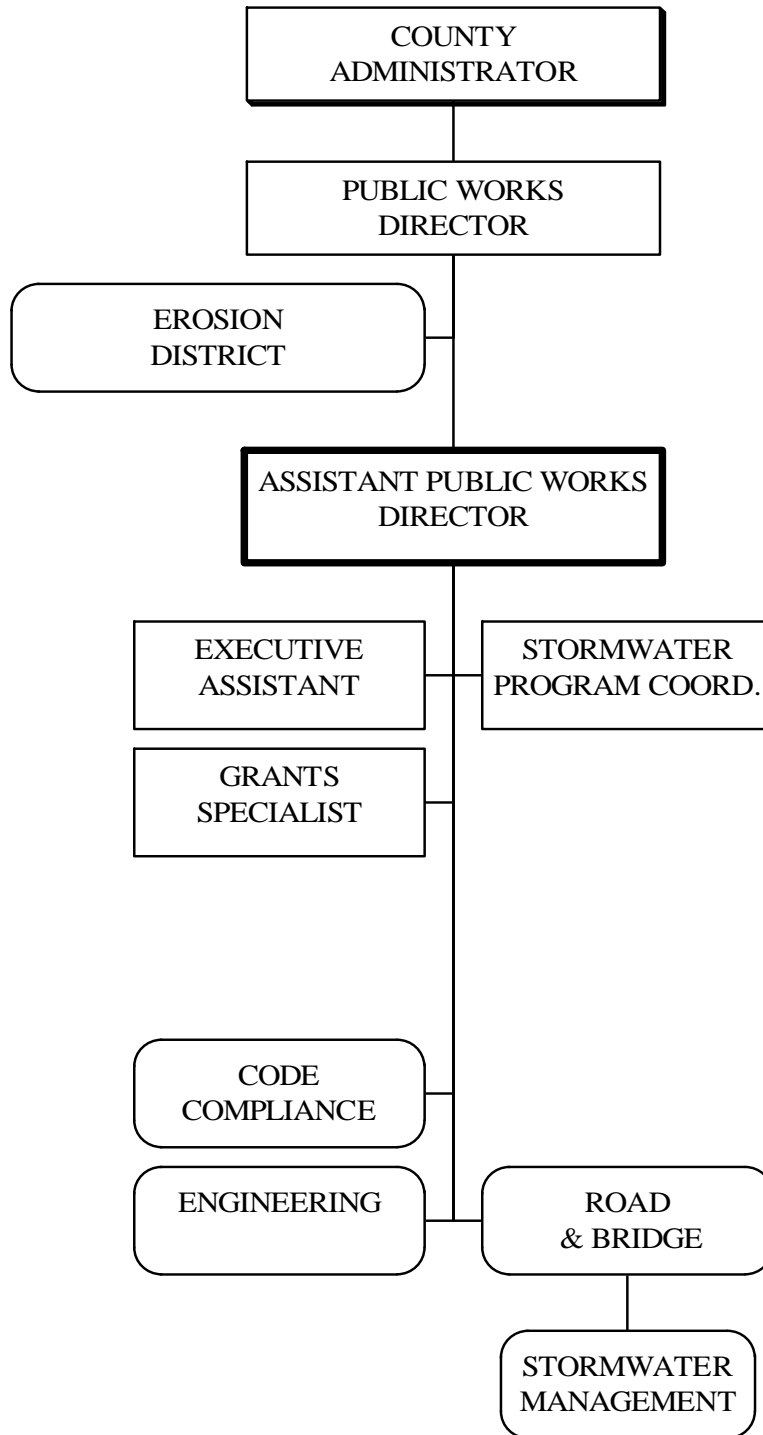 COUNTY
ADMINISTRATOR
PUBLIC WORKS
DIRECTOR
EROSION
DISTRICT
ASSISTANT PUBLIC WORKS
DIRECTOR
EXECUTIVE
ASSISTANT
STORMWATER
PROGRAM COORD.
GRANTS
SPECIALIST
CODE
COMPLIANCE
ENGINEERING
ROAD
& BRIDGE
STORMWATER
MANAGEMENT